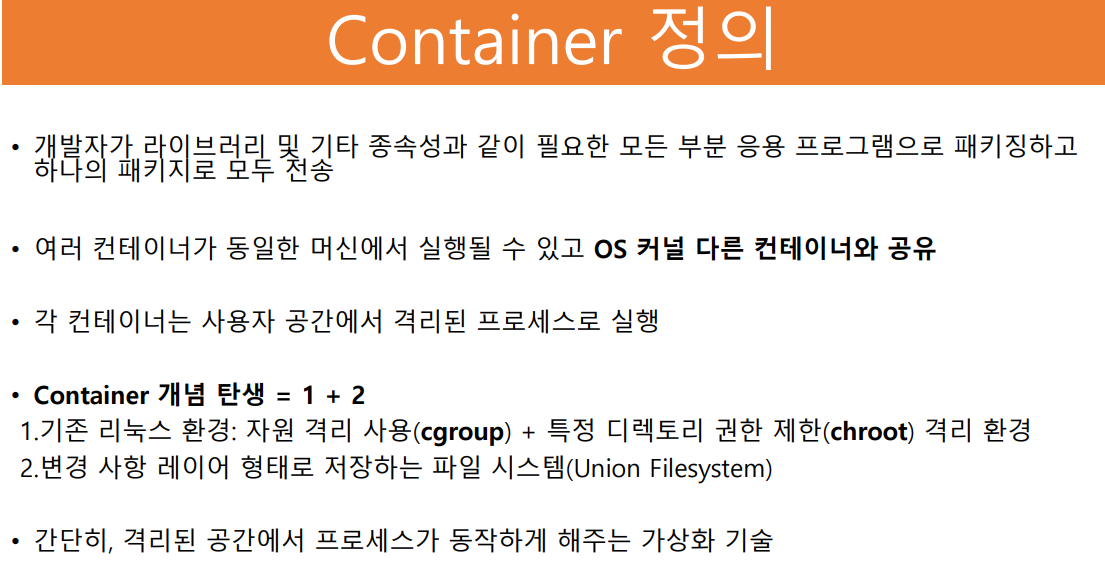 Container 정의
• 개발자가 라이브러리 및 기타 종속성과 같이 필요한 모든 부분 응용 프로그램으로 패키징하고
하나의 패키지로 모두 전송
• 여러 컨테이너가 동일한 머신에서 실행될 수 있고 OS 커널 다른 컨테이너와 공유
• 각 컨테이너는 사용자 공간에서 격리된 프로세스로 실행
• Container 개념 탄생 = 1 + 2
1.기존 리눅스 환경: 자원 격리 사용(cgroup) + 특정 디렉토리 권한 제한(chroot) 격리 환경
2.변경 사항 레이어 형태로 저장하는 파일 시스템(Union Filesystem)
• 간단히, 격리된 공간에서 프로세스가 동작하게 해주는 가상화 기술